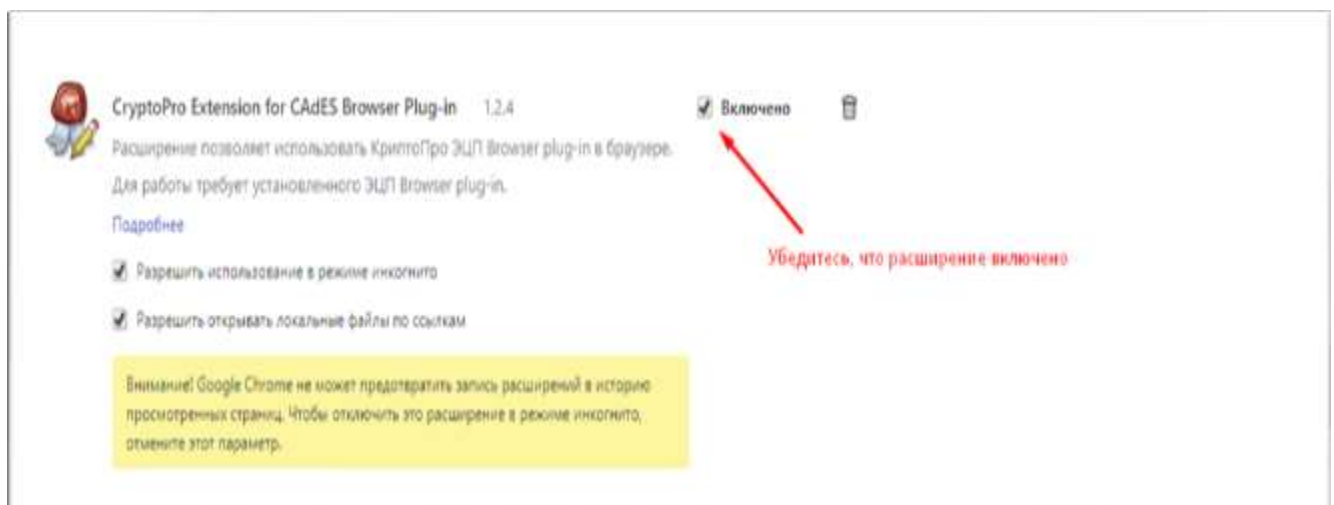 CryptoPro Extension for CAdES Browser Plug-in 1.2.4 Включено
Расширение позволяет использовать КриптоПро ЭЦП Browser plug-in в браузере.
Для работы требует установленного ЭЦП Browser plug-in.
Подробнее
Убедитесь, что расширение включено
Разрешить использование в режиме инкогнито
Разрешить открывать локальные файлы по ссылкам
Внимание! Google Chrome не может предотвратить запись расширений в историю
просмотренных страниц. Чтобы отключить это расширение в режиме инкогнито,
отмените этот параметр.